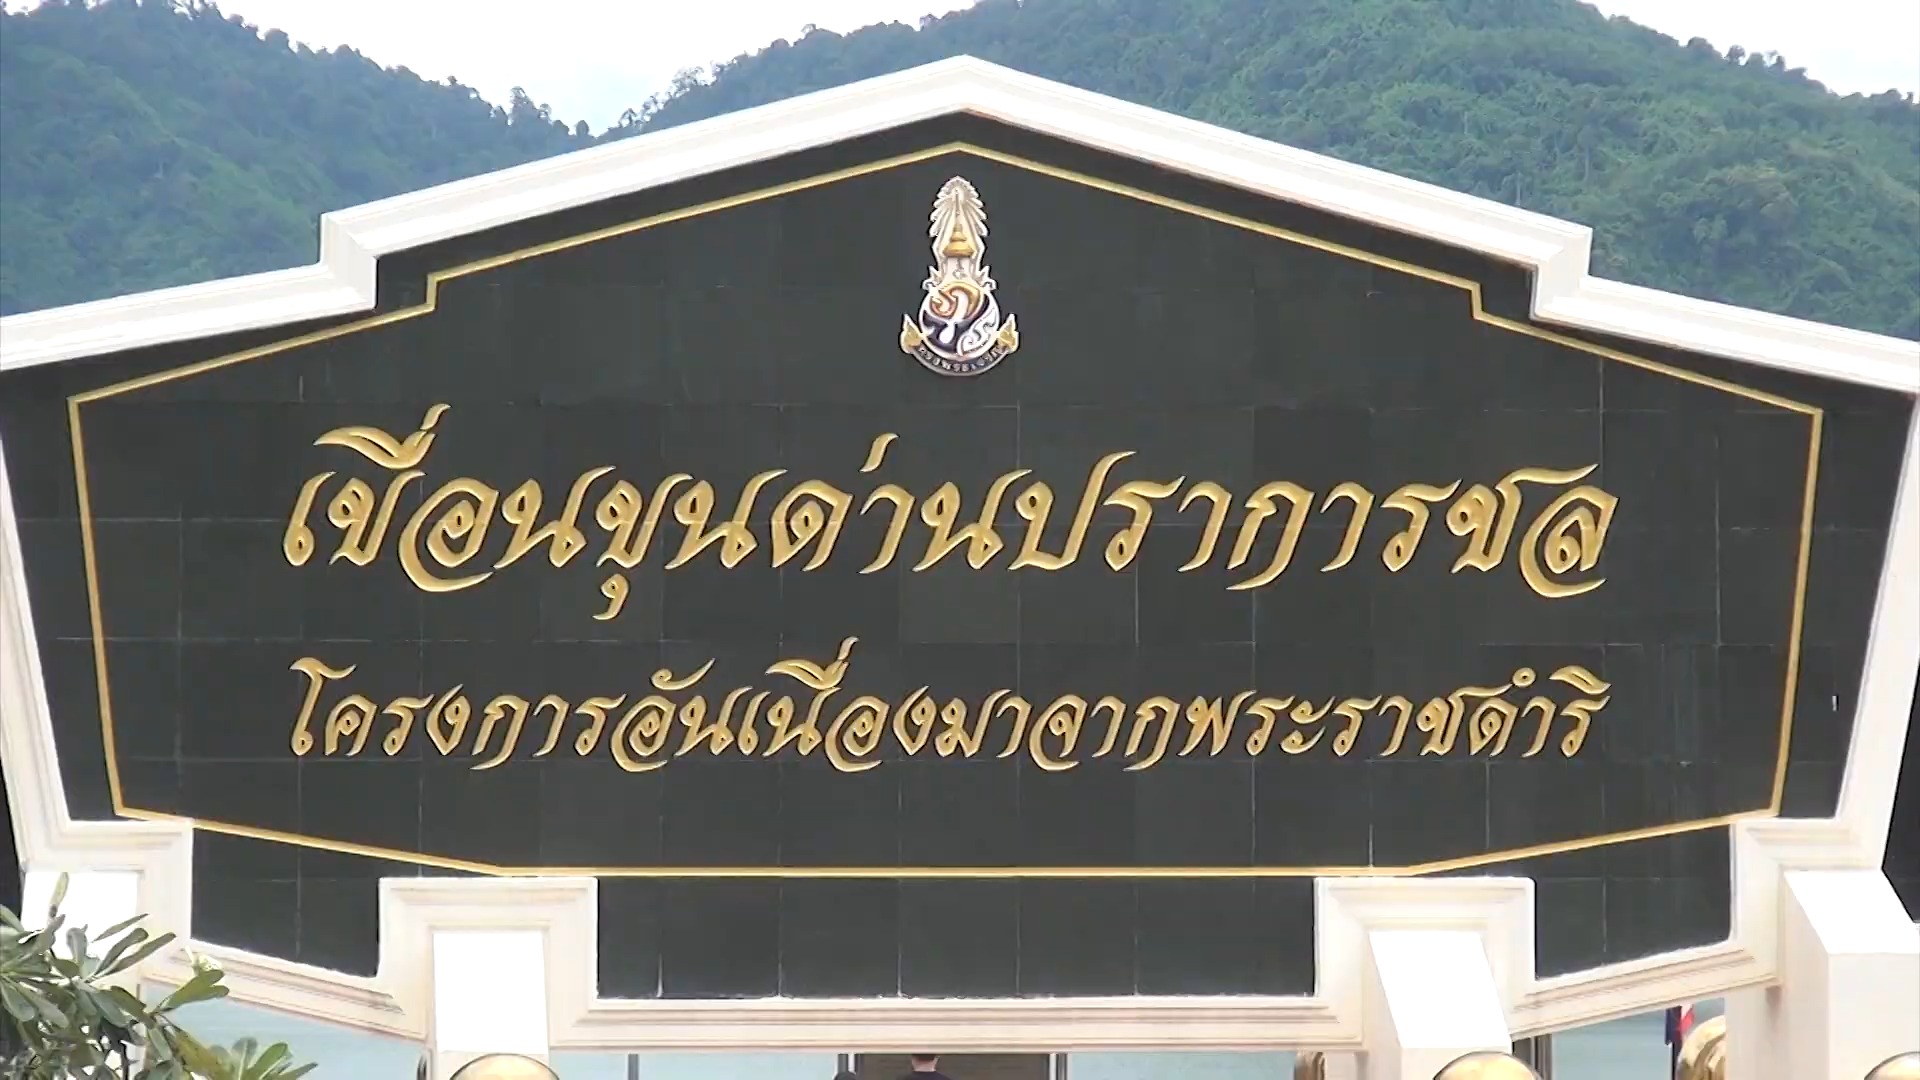 เขื่อนขุนด่านปราการชล
โครงการอันเนื่องมาจากพระราชดำริ